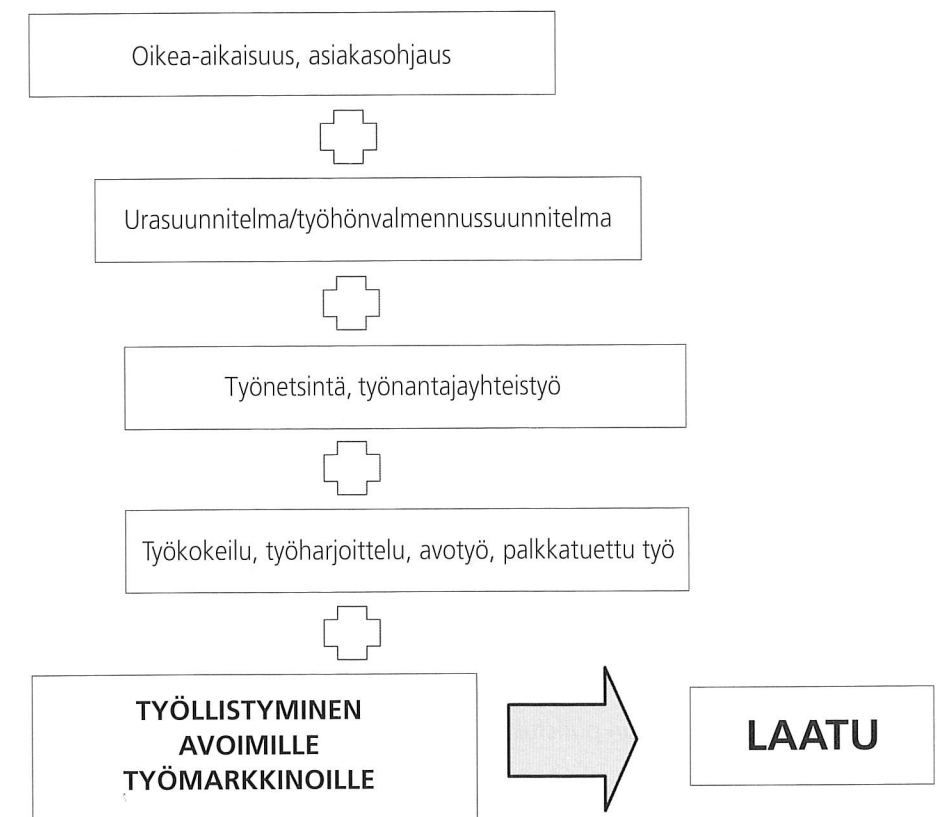 Oikea-aikaisuus, asiakasohjaus
Urasuunnitelma/työhönvalmennussuunnitelma
Työnetsintä, työnantajayhteistyö
Työkokeilu, työharjoittelu, avotyö, palkkatuettu työ
TYÖLLISTYMINEN
AVOIMILLE
TYÖMARKKINOILLE
LAATU